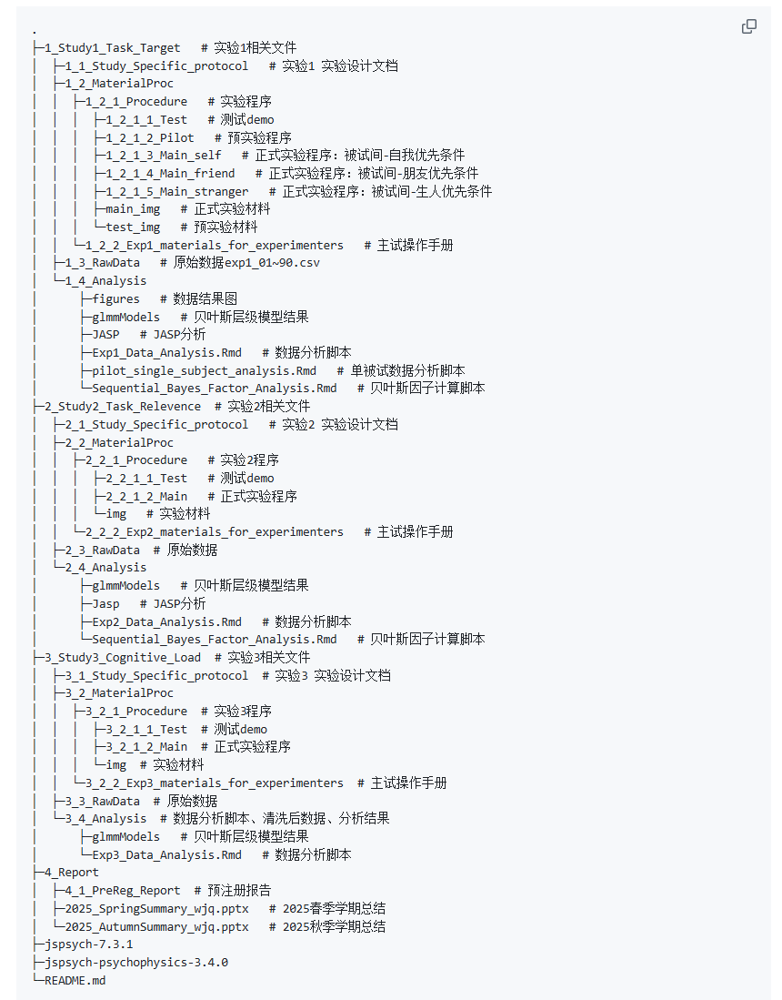 .
├─1_Study1_Task_Target   # 实验1相关文件
│  ├─1_1_Study_Specific_protocol   # 实验1 实验设计文档
│  ├─1_2_MaterialProc
│  │  ├─1_2_1_Procedure   # 实验程序
│  │  │  ├─1_2_1_1_Test   # 测试demo
│  │  │  ├─1_2_1_2_Pilot   # 预实验程序
│  │  │  ├─1_2_1_3_Main_self   # 正式实验程序：被试间-自我优先条件
│  │  │  ├─1_2_1_4_Main_friend   # 正式实验程序：被试间-朋友优先条件
│  │  │  ├─1_2_1_5_Main_stranger   # 正式实验程序：被试间-生人优先条件
│  │  │  ├─main_img   # 正式实验材料
│  │  │  └─test_img   # 预实验材料
│  │  └─1_2_2_Exp1_materials_for_experimenters   # 主试操作手册
│  ├─1_3_RawData   # 原始数据exp1_01~90.csv
│  └─1_4_Analysis
│      ├─figures   # 数据结果图
│      ├─glmmModels   # 贝叶斯层级模型结果
│      ├─JASP   # JASP分析
│      ├─Exp1_Data_Analysis.Rmd   # 数据分析脚本
│      ├─pilot_single_subject_analysis.Rmd   # 单被试数据分析脚本
│      └─Sequential_Bayes_Factor_Analysis.Rmd   # 贝叶斯因子计算脚本
├─2_Study2_Task_Relevence  # 实验2相关文件
│  ├─2_1_Study_Specific_protocol   # 实验2 实验设计文档
│  ├─2_2_MaterialProc
│  │  ├─2_2_1_Procedure   # 实验2程序
│  │  │  ├─2_2_1_1_Test   # 测试demo
│  │  │  ├─2_2_1_2_Main   # 正式实验程序
│  │  │  └─img   # 实验材料
│  │  └─2_2_2_Exp2_materials_for_experimenters   # 主试操作手册
│  ├─2_3_RawData  # 原始数据
│  └─2_4_Analysis
│      ├─glmmModels   # 贝叶斯层级模型结果
│      ├─Jasp   # JASP分析
│      ├─Exp2_Data_Analysis.Rmd   # 数据分析脚本
│      └─Sequential_Bayes_Factor_Analysis.Rmd   # 贝叶斯因子计算脚本
├─3_Study3_Cognitive_Load  # 实验3相关文件
│  ├─3_1_Study_Specific_protocol  # 实验3 实验设计文档
│  ├─3_2_MaterialProc
│  │  ├─3_2_1_Procedure  # 实验3程序
│  │  │  ├─3_2_1_1_Test  # 测试demo
│  │  │  ├─3_2_1_2_Main  # 正式实验程序
│  │  │  └─img  # 实验材料
│  │  └─3_2_2_Exp3_materials_for_experimenters  # 主试操作手册
│  ├─3_3_RawData  # 原始数据
│  └─3_4_Analysis  # 数据分析脚本、清洗后数据、分析结果
│      ├─glmmModels   # 贝叶斯层级模型结果
│      └─Exp3_Data_Analysis.Rmd   # 数据分析脚本
├─4_Report
│  ├─4_1_PreReg_Report  # 预注册报告
│  ├─2025_SpringSummary_wjq.pptx   # 2025春季学期总结
│  └─2025_AutumnSummary_wjq.pptx   # 2025秋季学期总结
├─jspsych-7.3.1
├─jspsych-psychophysics-3.4.0
└─README.md